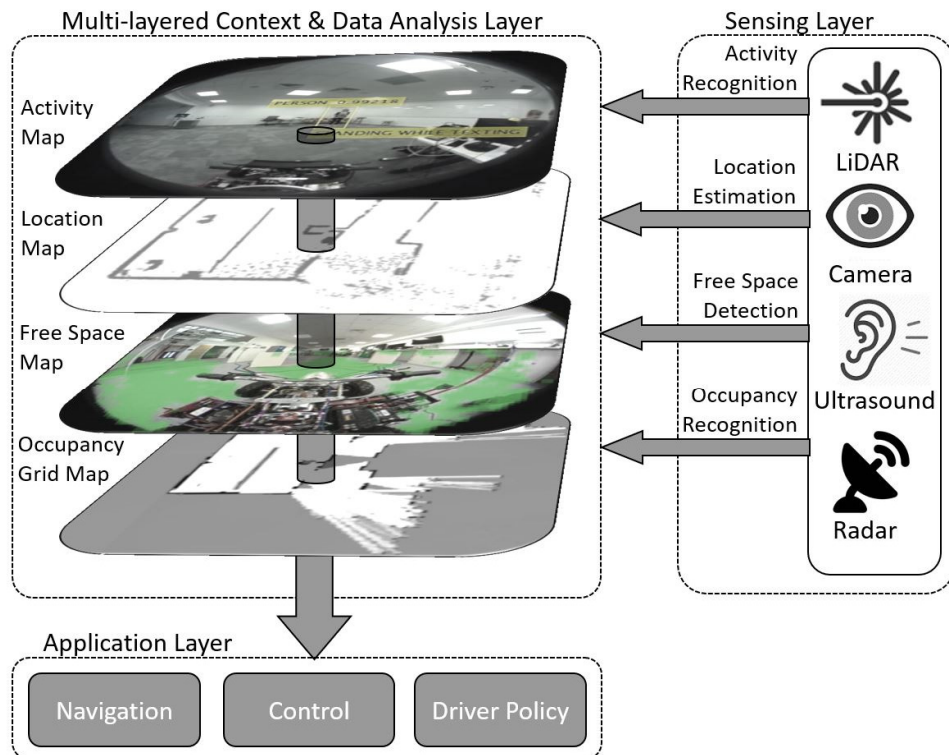 Multi-layered Context & Data Analysis Layer
Sensing Layer
Activity
Map
PERSON 0.99218
ANDING WHILE TEXTING
Location
Map
Free Space
Map
Occupancy
Grid Map
Activity
Recognition
Location
Estimation
Free Space
Detection
Occupancy
Recognition
LiDAR
Camera
Ultrasound
Radar
Application Layer
Navigation
Control
Driver Policy